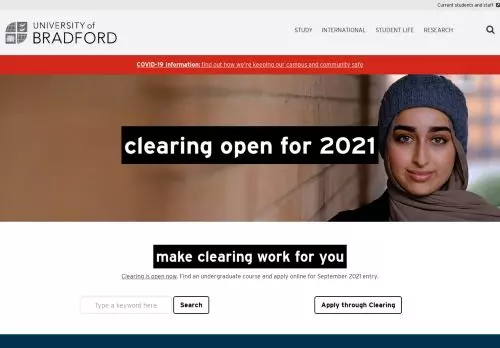 Current students and staff
UNIVERSITY of
BRADFORD
STUDY INTERNATIONAL STUDENT LIFE RESEARCH
COVID-19 information: find out how we're keeping our campus and community safe
clearing open for 2021
make clearing work for you
Clearing is open now. Find an undergraduate course and apply online for September 2021 entry.
Type a keyword here Search Apply through Clearing